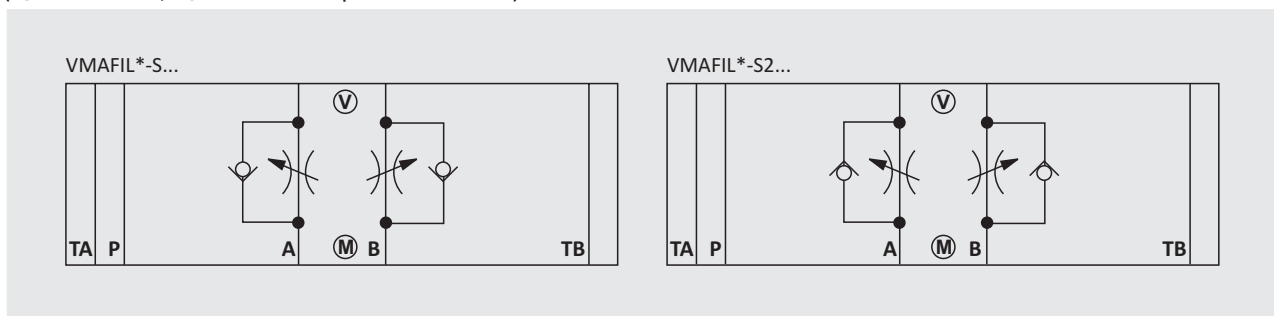 VMAFIL*-S...
V
TA P A M B TB
VMAFIL*-S2...
V
TA P A M B TB